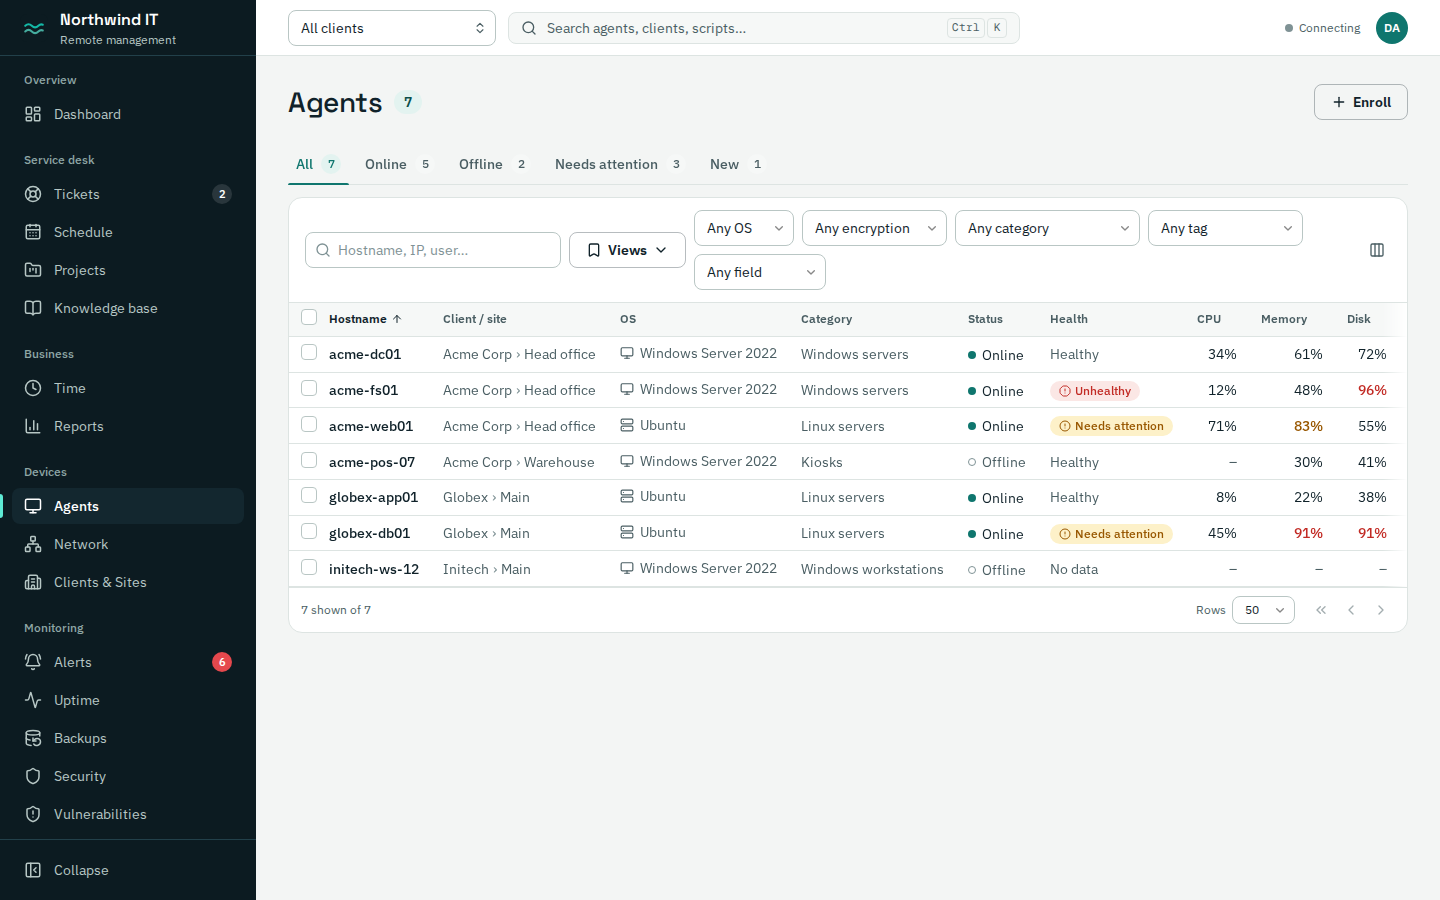 Northwind IT
Remote management
All clients
Search agents, clients, scripts...
Ctrl K
Connecting
DA
Overview
Dashboard
Service desk
Tickets 2
Schedule
Projects
Knowledge base
Business
Time
Reports
Devices
Agents
Network
Clients & Sites
Monitoring
Alerts 6
Uptime
Backups
Security
Vulnerabilities
Collapse
Agents 7
Enroll
All 7 Online 5 Offline 2 Needs attention 3 New 1
Hostname, IP, user...
Views
Any OS Any encryption Any category Any tag
Any field
Hostname Client / site OS Category Status Health CPU Memory Disk
acme-dc01 Acme Corp › Head office Windows Server 2022 Windows servers Online Healthy 34% 61% 72%
acme-fs01 Acme Corp › Head office Windows Server 2022 Windows servers Online Unhealthy 12% 48% 96%
acme-web01 Acme Corp › Head office Ubuntu Linux servers Online Needs attention 71% 83% 55%
acme-pos-07 Acme Corp › Warehouse Windows Server 2022 Kiosks Offline Healthy – 30% 41%
globex-app01 Globex › Main Ubuntu Linux servers Online Healthy 8% 22% 38%
globex-db01 Globex › Main Ubuntu Linux servers Online Needs attention 45% 91% 91%
initech-ws-12 Initech › Main Windows Server 2022 Windows workstations Offline No data – – –
7 shown of 7
Rows 50